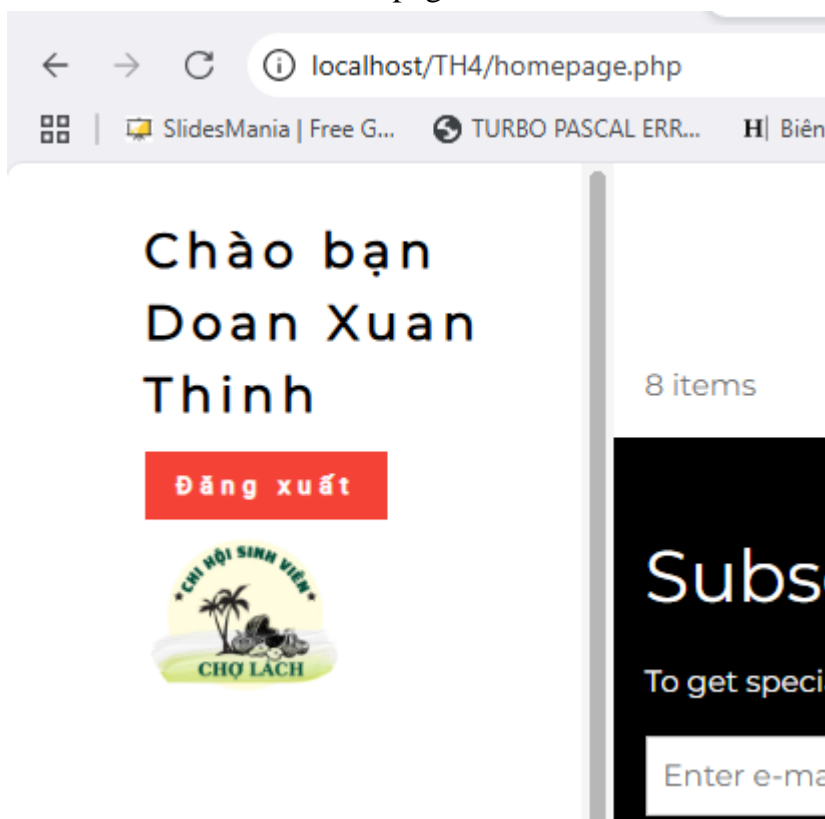 localhost/TH4/homepage.php
SlidesMania | Free G...
TURBO PASCAL ERR...
H| Biên
Chào bạn
Doan Xuan
Thinh
Đăng xuất
CHI HỘI SINH VIÊN
CHỢ LÁCH
8 items
Subs
To get speci
Enter e-ma